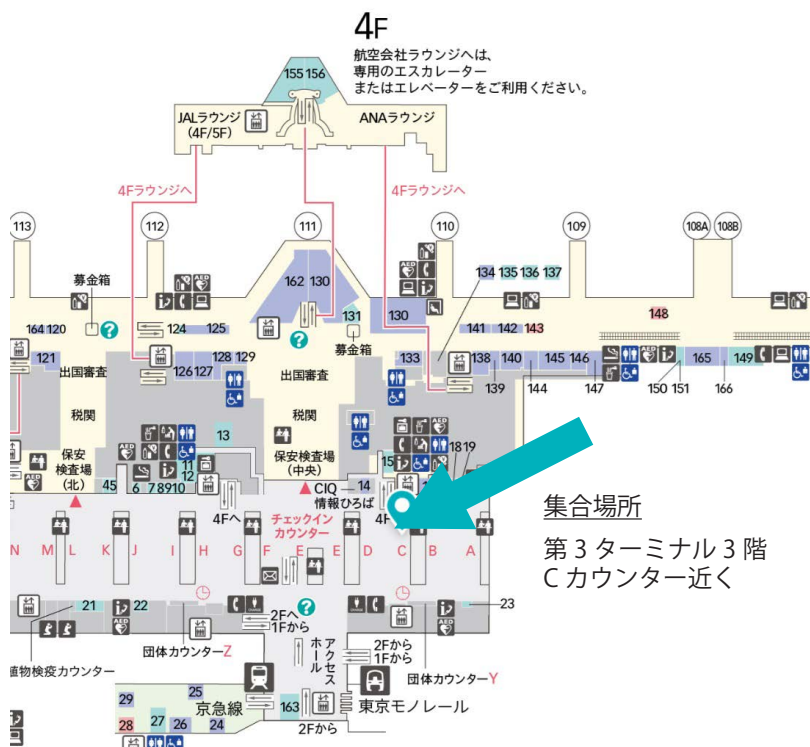 4F
航空会社ラウンジへは、
専用のエスカレーター
またはエレベーターをご利用ください。
155 156
JALラウンジ
(4F/5F)
ANAラウンジ
4Fラウンジへ
4Fラウンジへ
113
112
111
110
109
108A
108B
募金箱
AED
AED
134 135 136 137
162 130
131
130
148
164 120
?
124
125
?
募金箱
141 142 143
121
128 129
126 127
133
138
140
145 146
139
144
147
AED
150 151
165
149
166
出国審査
出国審査
税関
税関
保安
検査場
(北)
保安検査場
(中央)
AED
AED
13
11
12
AED
15
18 19
45
6 7 8 9 10
14
CIQ
情報ひろば
4Fへ
チェックイン
カウンター
集合場所
第3ターミナル3階
Cカウンター近く
N M L K J I H G F E E D C B A
21
22
23
AED
AED
?
2Fへ
1Fから
団体カウンターZ
植物検疫カウンター
アクセス
ホール
2Fから
1Fから
団体カウンターY
京急線
東京モノレール
29
25
28
27
26
24
163
2Fから